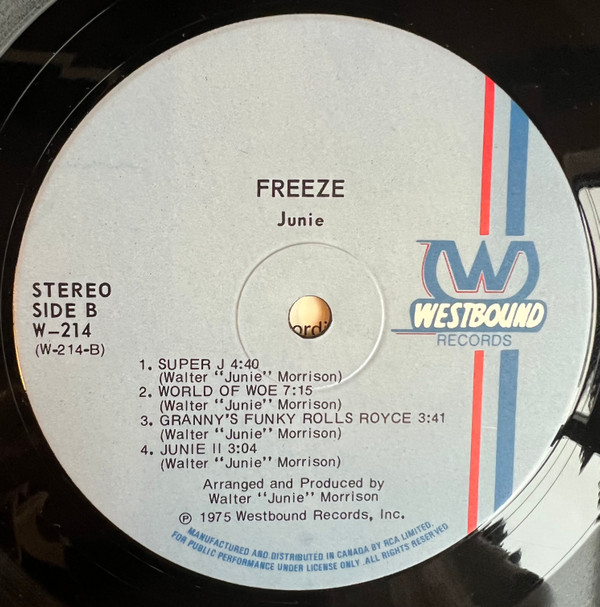 FREEZE
Junie
STEREO
SIDE B
W-214
(W-214-B)
W
WESTBOUND
RECORDS
1. SUPER J 4:40
(Walter "Junie" Morrison)
2. WORLD OF WOE 7:15
(Walter "Junie" Morrison)
3. GRANNY'S FUNKY ROLLS ROYCE 3:41
(Walter "Junie" Morrison)
4. JUNIE II 3:04
(Walter "Junie" Morrison)
Arranged and Produced by
Walter "Junie" Morrison
℗ 1975 Westbound Records, Inc.
MANUFACTURED AND DISTRIBUTED IN CANADA BY RCA LIMITED.
FOR PUBLIC PERFORMANCE UNDER LICENSE ONLY. ALL RIGHTS RESERVED